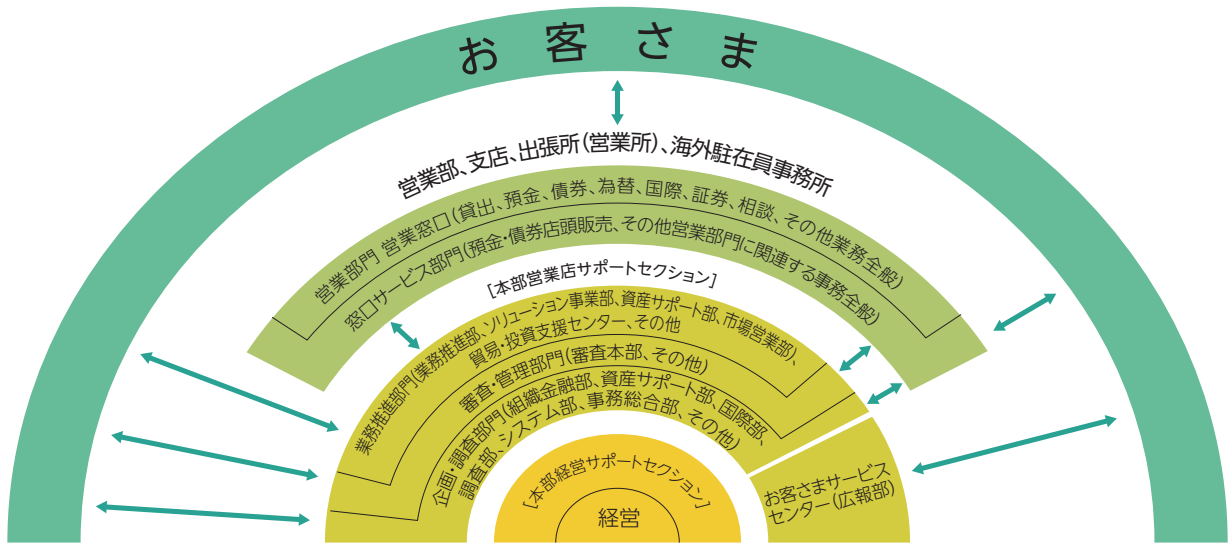 お客さま
営業部、支店、出張所(営業所)、海外駐在員事務所
営業部門 営業窓口(貸出、預金、債券、為替、国際、証券、相談、その他業務全般)
窓口サービス部門(預金・債券店頭販売、その他営業部門に関連する事務全般)
[本部営業店サポートセクション]
業務推進部門(業務推進部、ソリューション事業部、資産サポート部、市場営業部)、
貿易・投資支援センター、その他
審査・管理部門(審査本部、その他)
企画・調査部門(組織金融部、資産サポート部、国際部、
調査部、システム部、事務総合部、その他)
お客さまサービス
センター(広報部)
[本部経営サポートセクション]
経営